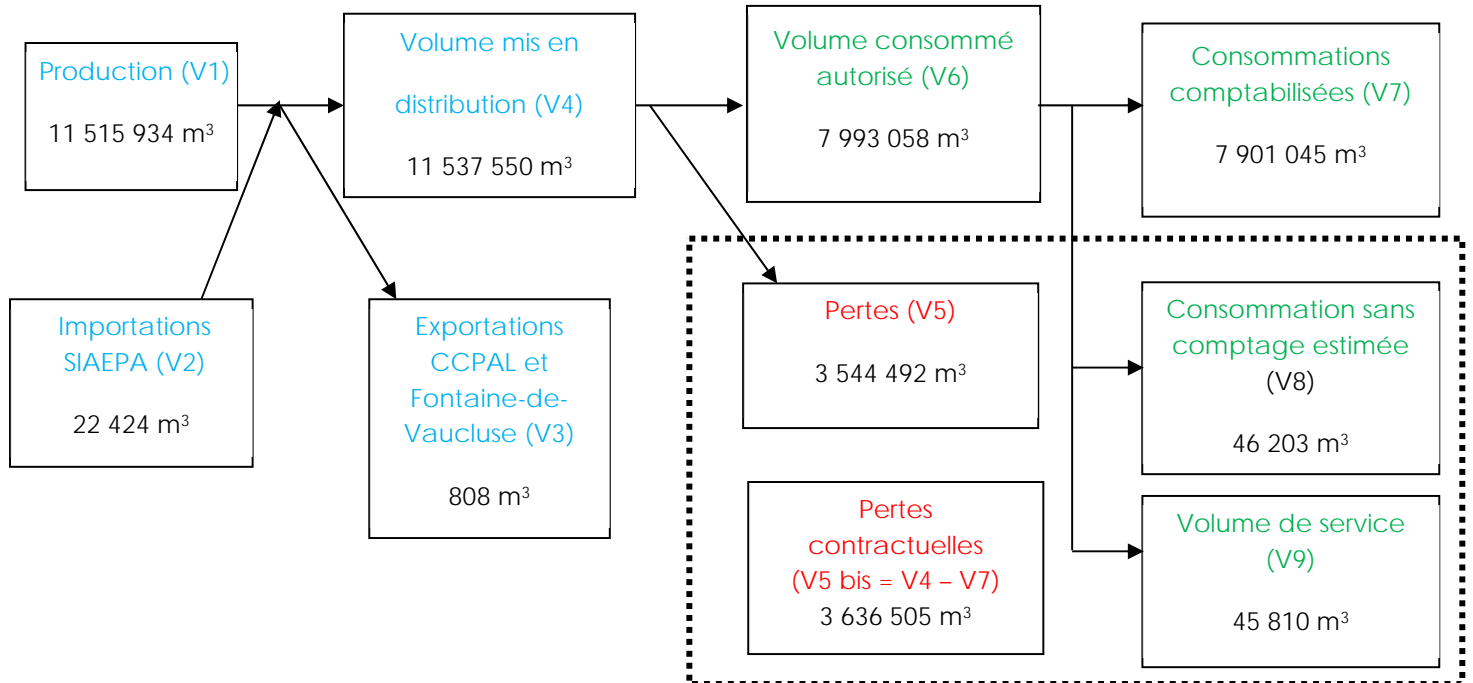 Production (V1)
11 515 934 m³
Volume mis en
distribution (V4)
11 537 550 m³
Volume consommé
autorisé (V6)
7 993 058 m³
Consommations
comptabilisées (V7)
7 901 045 m³
Importations
SIAEPA (V2)
22 424 m³
Exportations
CCPAL et
Fontaine-de-
Vaucluse (V3)
808 m³
Pertes (V5)
3 544 492 m³
Consommation sans
comptage estimée
(V8)
46 203 m³
Pertes
contractuelles
(V5 bis = V4 – V7)
3 636 505 m³
Volume de service
(V9)
45 810 m³